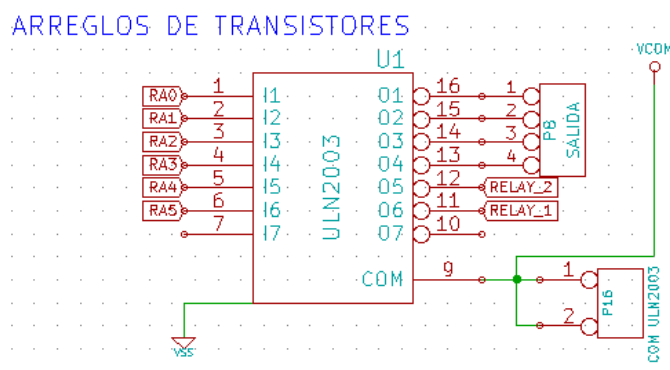 ARREGLOS DE TRANSISTORES
U1
VCOM
RA0 1 I1 O1 16 1
RA1 2 I2 O2 15 2
RA2 3 I3 O3 14 3
RA3 4 I4 O4 13 4
RA4 5 I5 O5 12 RELAY_2
RA5 6 I6 O6 11 RELAY_1
7 I7 O7 10
ULN2003
P8
SALIDA
COM 9 1
2
P16
COM ULN2003
VSS